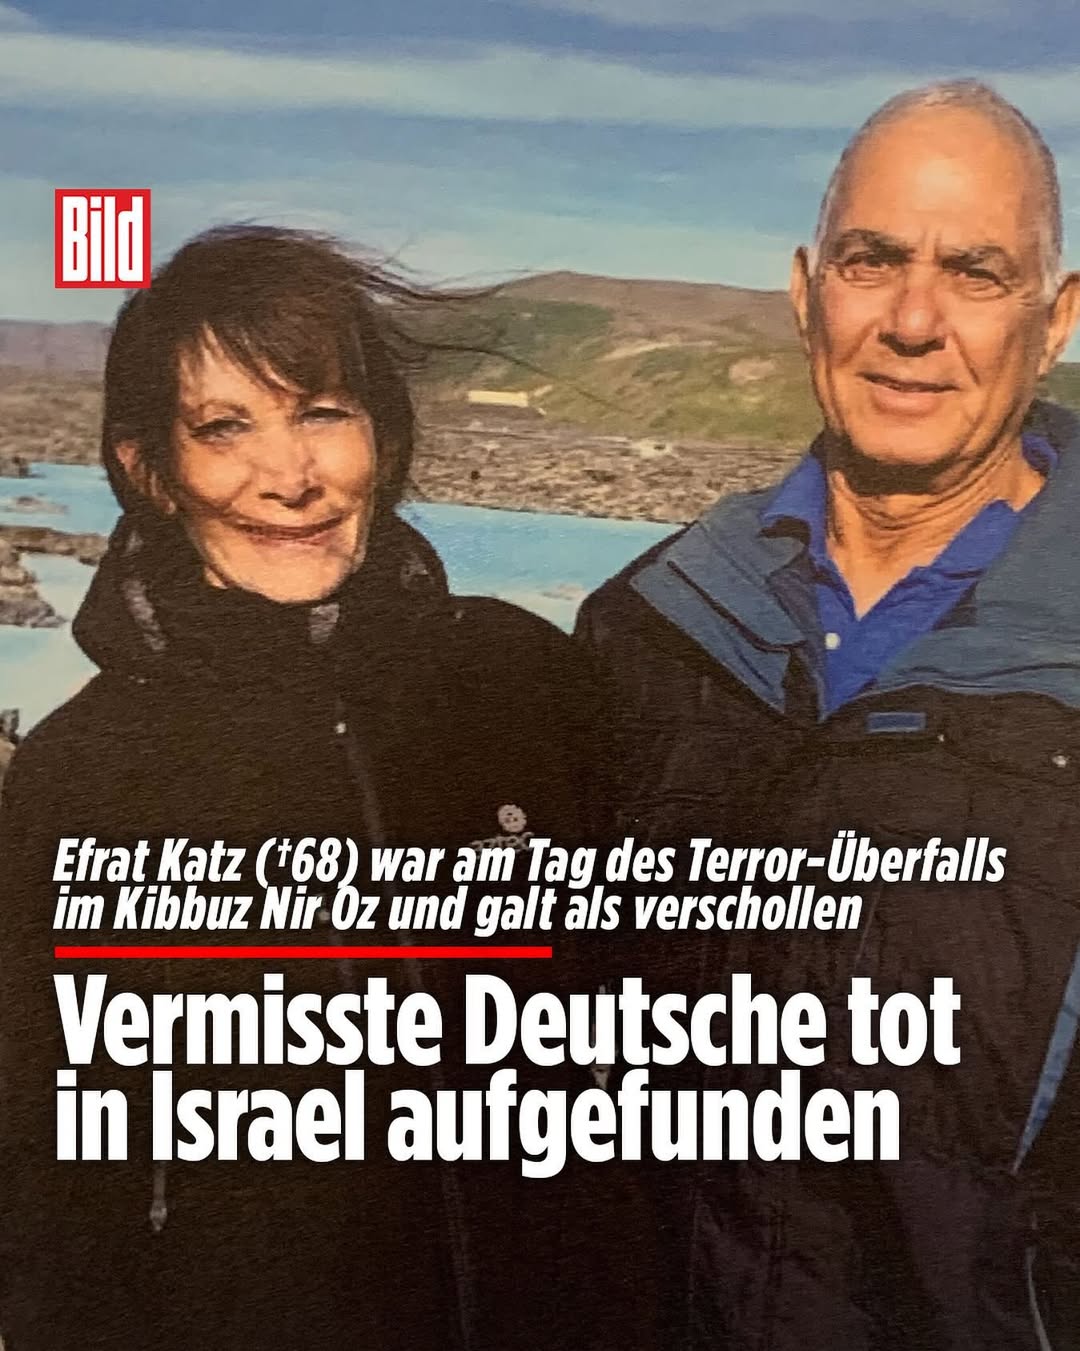 Bild
Efrat Katz (†68) war am Tag des Terror-Überfalls
im Kibbuz Nir Oz und galt als verschollen
Vermisste Deutsche tot
in Israel aufgefunden